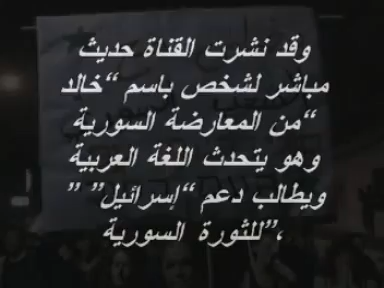 وقد نشرت القناة حديث
مباشر لشخص باسم “خالد
“من المعارضة السورية
وهو يتحدث اللغة العربية
ويطالب دعم “إسرائيل” ”
،”للثورة السورية